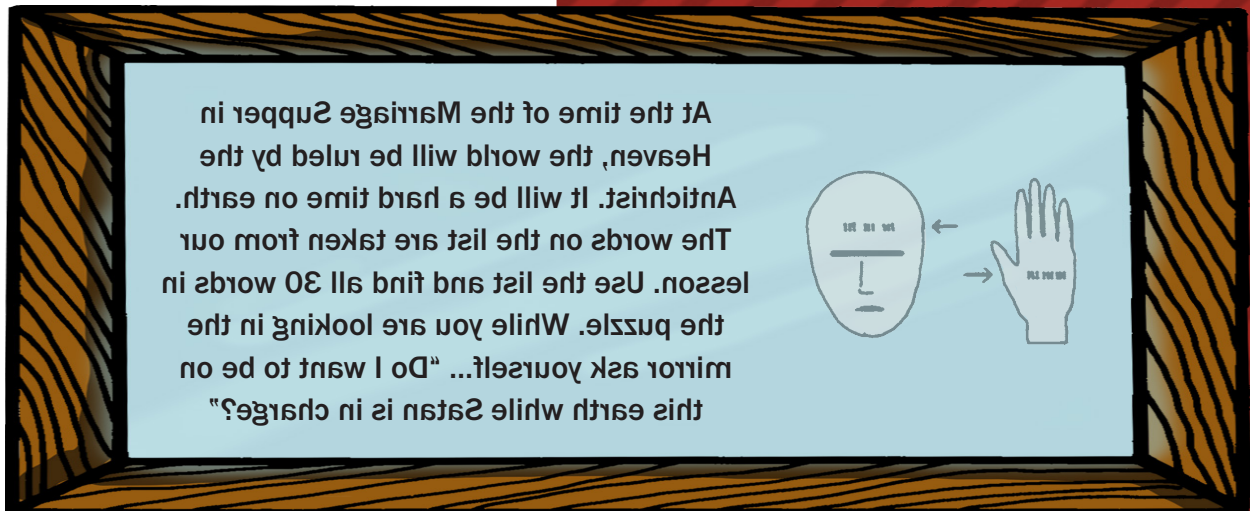 At the time of the Marriage Supper in
Heaven, the world will be ruled by the
Antichrist. It will be a hard time on earth.
The words on the list are taken from our
lesson. Use the list and find all 30 words in
the puzzle. While you are looking in the
mirror ask yourself... “Do I want to be on
this earth while Satan is in charge?”